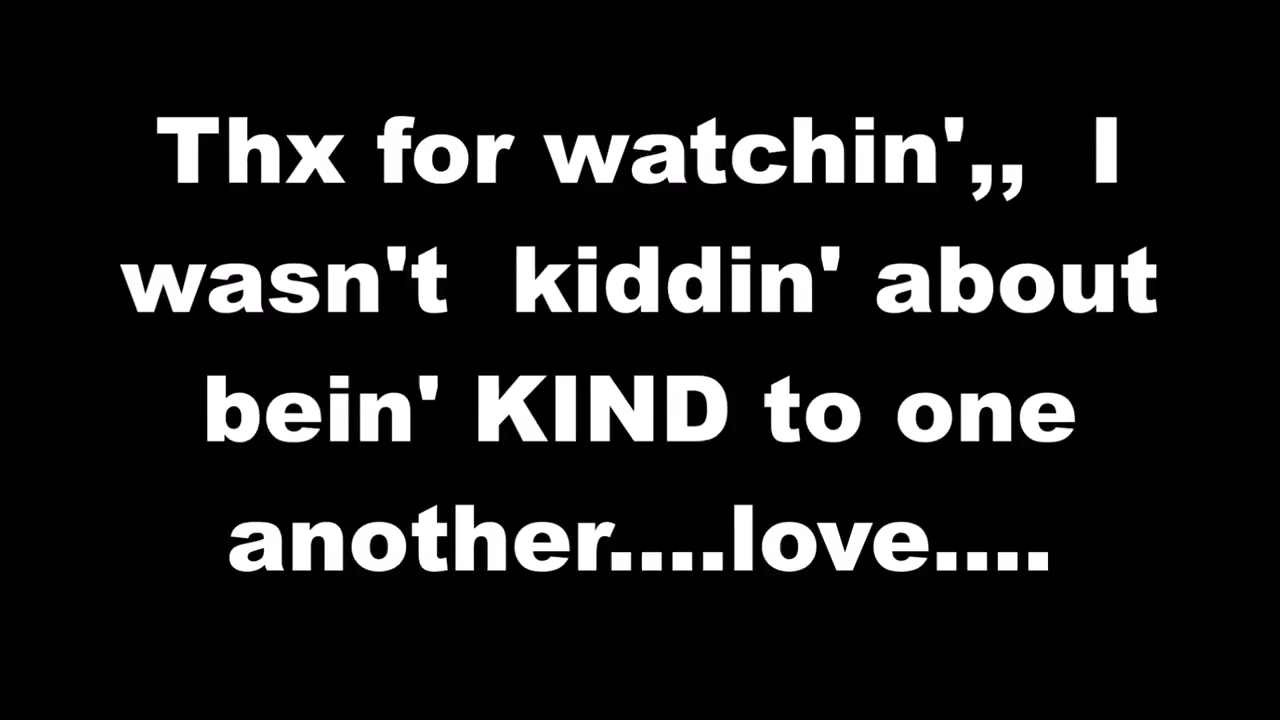 Thx for watchin',,  I
wasn't  kiddin' about
bein' KIND to one
another....love....